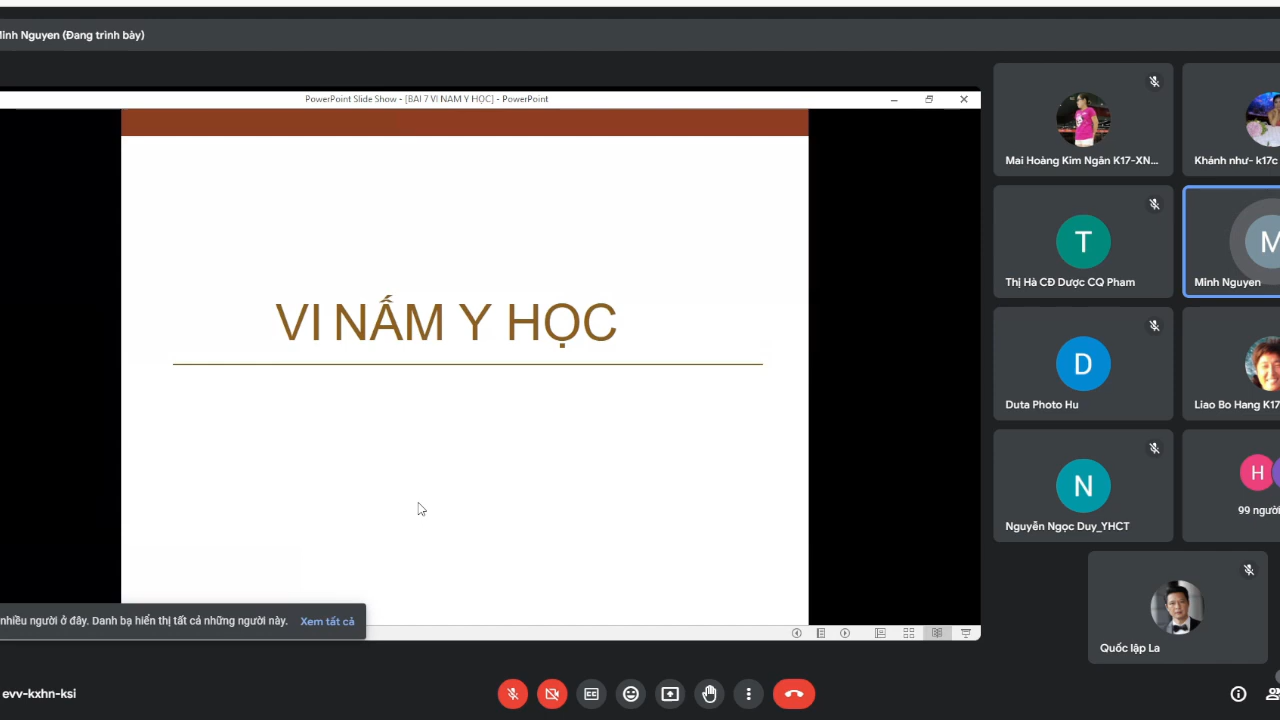 Minh Nguyen (Đang trình bày)
PowerPoint Slide Show - [BAI 7 VI NAM Y HỌC] - PowerPoint
VI NẤM Y HỌC
Mai Hoàng Kim Ngân K17-XN...
Khánh như- k17c
T
Thị Hà CĐ Dược CQ Pham
M
Minh Nguyen
D
Duta Photo Hu
Liao Bo Hang K17
N
Nguyễn Ngọc Duy_YHCT
H
99 người
Quốc lập La
nhiều người ở đây. Danh bạ hiển thị tất cả những người này. Xem tất cả
evv-kxhn-ksi